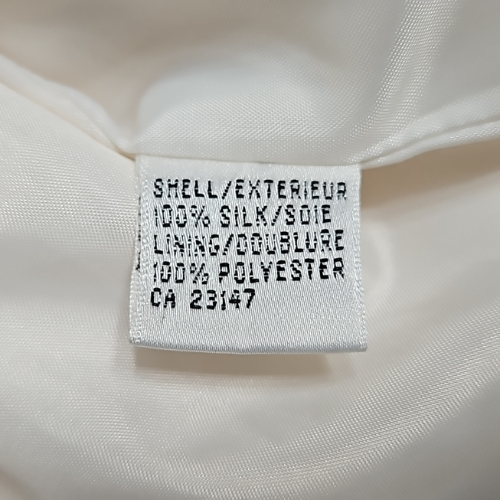 SHELL/EXTERIEUR
100% SILK/SOIE
LINING/DOUBLURE
100% POLYESTER
CA 23147